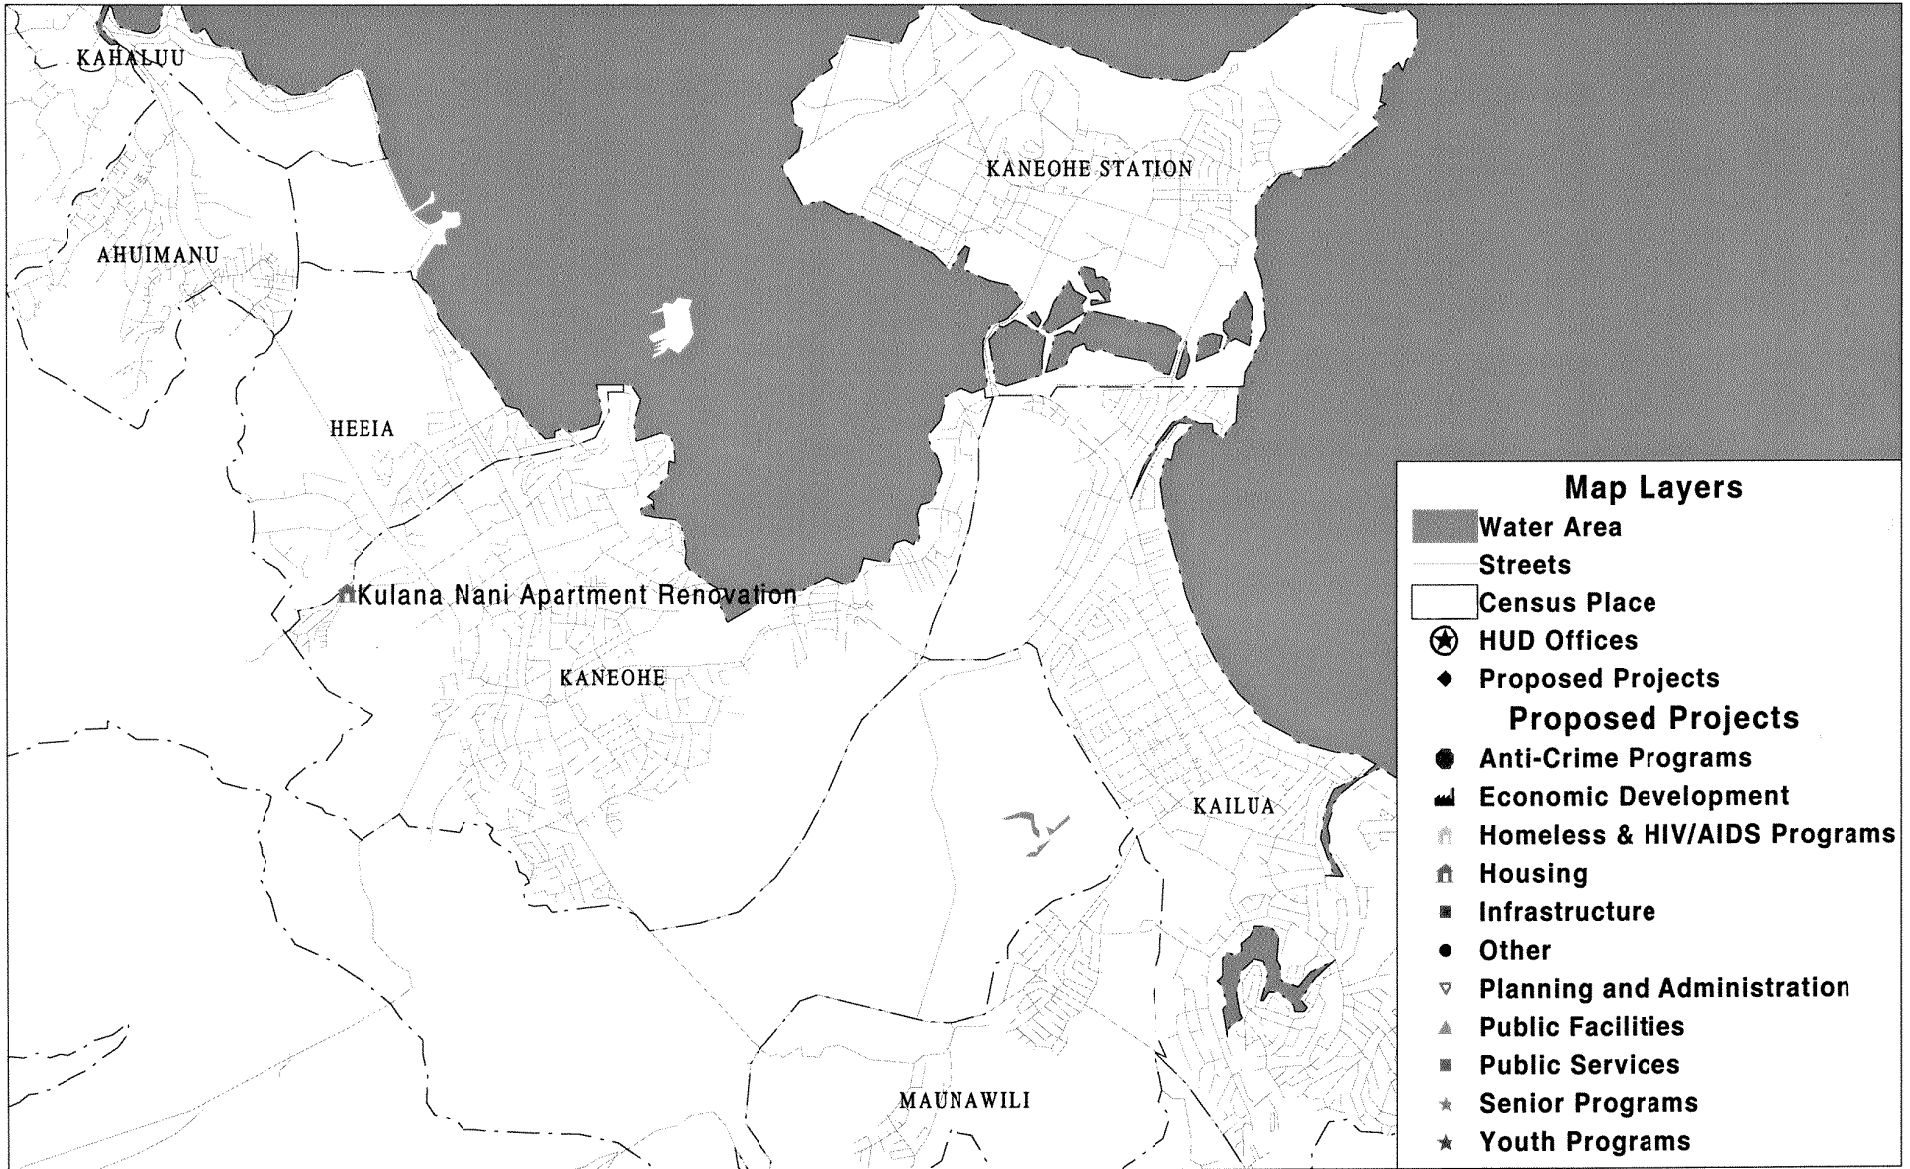 KAHALUU
KANEOHE STATION
AHUIMANU
HEEIA
Kulana Nani Apartment Renovation
KANEOHE
KAILUA
MAUNAWILI
Map Layers
Water Area
Streets
Census Place
HUD Offices
Proposed Projects
Proposed Projects
Anti-Crime Programs
Economic Development
Homeless & HIV/AIDS Programs
Housing
Infrastructure
Other
Planning and Administration
Public Facilities
Public Services
Senior Programs
Youth Programs